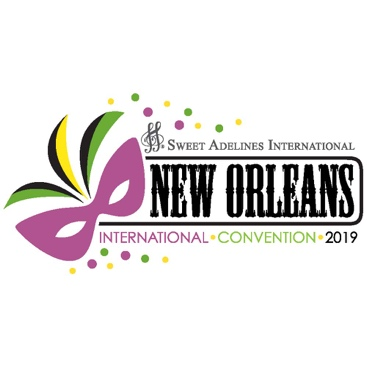 Sweet Adelines International
NEW ORLEANS
INTERNATIONAL•CONVENTION•2019